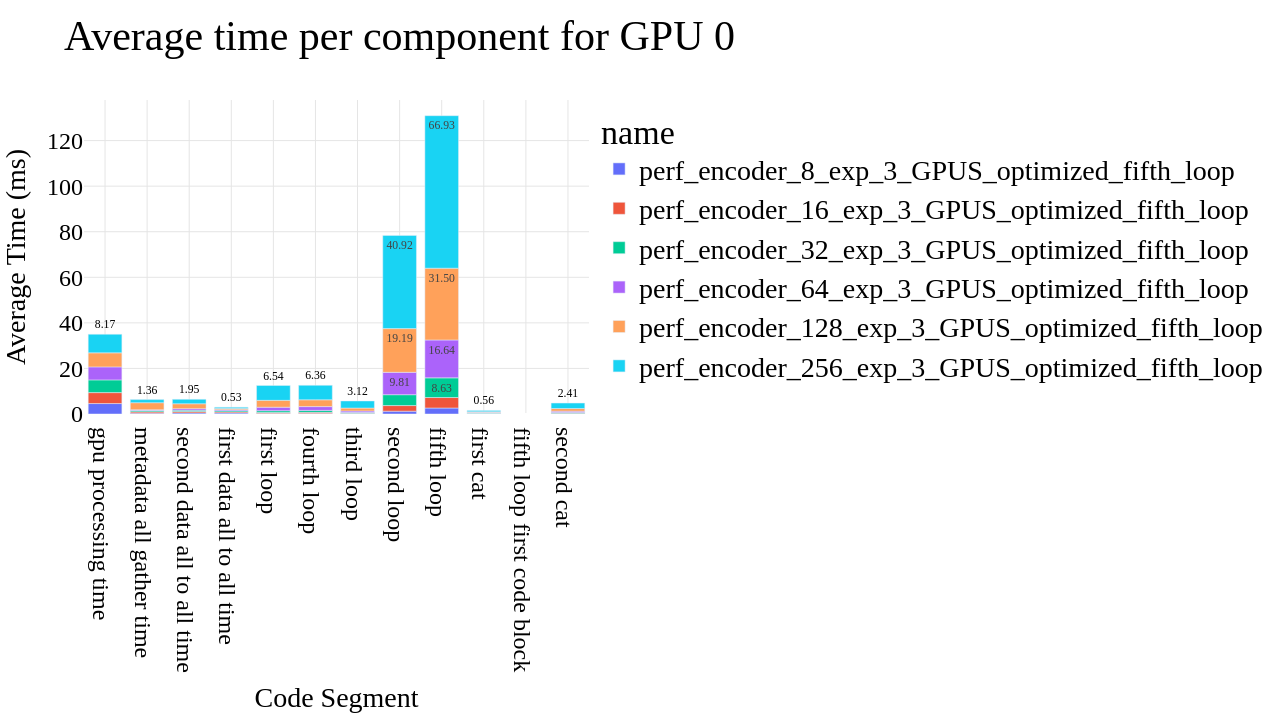 Average time per component for GPU 0
Average Time (ms)
120
100
80
60
40
20
0
8.17
1.36
1.95
0.53
6.54
6.36
3.12
40.92
19.19
9.81
66.93
31.50
16.64
8.63
0.56
2.41
gpu processing time
metadata all gather time
second data all to all time
first data all to all time
first loop
fourth loop
third loop
second loop
fifth loop
first cat
fifth loop first code block
second cat
Code Segment
name
perf_encoder_8_exp_3_GPUS_optimized_fifth_loop
perf_encoder_16_exp_3_GPUS_optimized_fifth_loop
perf_encoder_32_exp_3_GPUS_optimized_fifth_loop
perf_encoder_64_exp_3_GPUS_optimized_fifth_loop
perf_encoder_128_exp_3_GPUS_optimized_fifth_loop
perf_encoder_256_exp_3_GPUS_optimized_fifth_loop